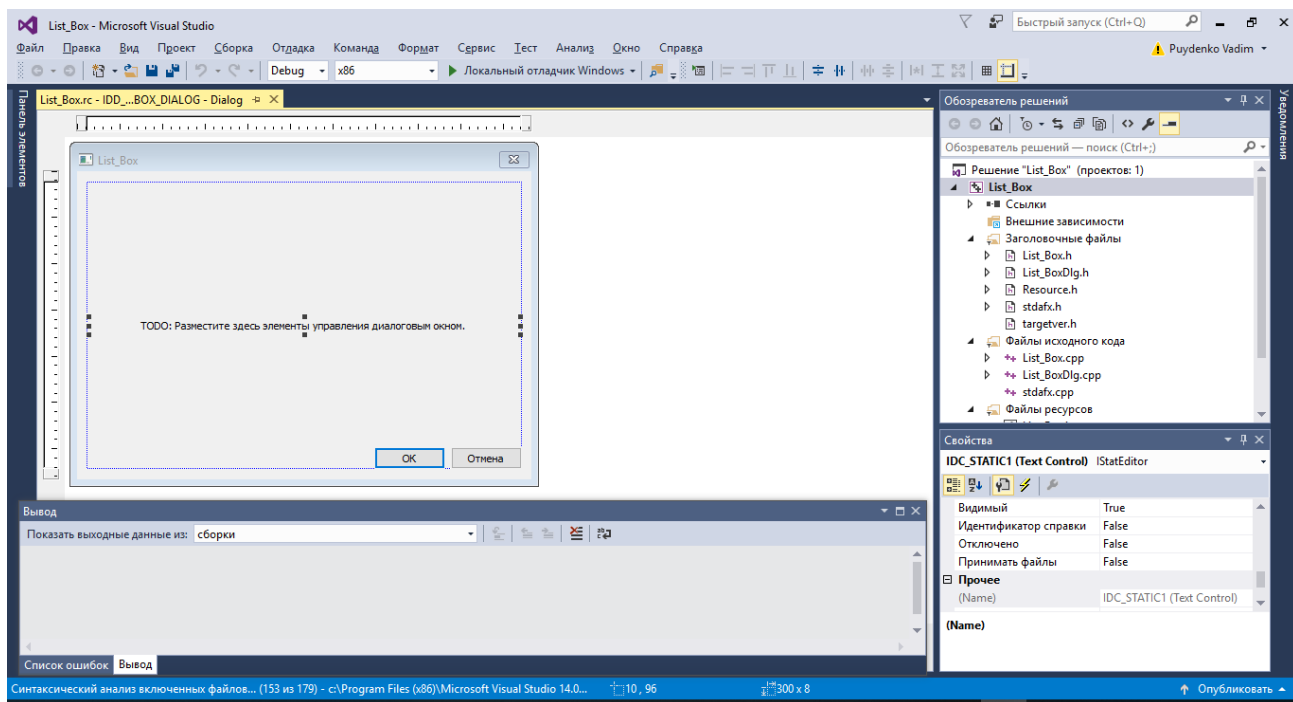 List_Box - Microsoft Visual Studio
Быстрый запуск (Ctrl+Q)
Файл Правка Вид Проект Сборка Отладка Команда Формат Сервис Тест Анализ Окно Справка
Puydenko Vadim
Debug x86 Локальный отладчик Windows
Панель элементов
List_Box.rc - IDD_...BOX_DIALOG - Dialog
List_Box
TODO: Разместите здесь элементы управления диалоговым окном.
OK Отмена
Вывод
Показать выходные данные из: сборки
Список ошибок Вывод
Обозреватель решений
Обозреватель решений — поиск (Ctrl+;)
Решение "List_Box" (проектов: 1)
List_Box
Ссылки
Внешние зависимости
Заголовочные файлы
List_Box.h
List_BoxDlg.h
Resource.h
stdafx.h
targetver.h
Файлы исходного кода
List_Box.cpp
List_BoxDlg.cpp
stdafx.cpp
Файлы ресурсов
Свойства
IDC_STATIC1 (Text Control) IStatEditor
Видимый True
Идентификатор справки False
Отключено False
Принимать файлы False
Прочее
(Name) IDC_STATIC1 (Text Control)
(Name)
Уведомления
Синтаксический анализ включенных файлов... (153 из 179) - c:\Program Files (x86)\Microsoft Visual Studio 14.0... 10, 96 300 x 8 Опубликовать